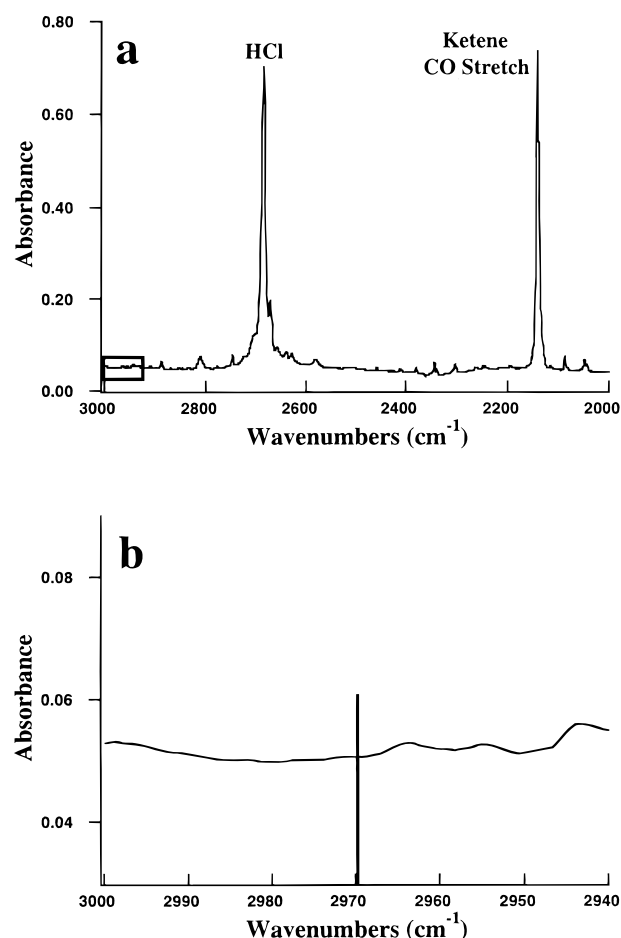 0.80
a
HCl
Ketene
CO Stretch
0.60
Absorbance
0.40
0.20
0.00
3000 2800 2600 2400 2200 2000
Wavenumbers (cm-1)
b
0.08
Absorbance
0.06
0.04
3000 2990 2980 2970 2960 2950 2940
Wavenumbers (cm-1)